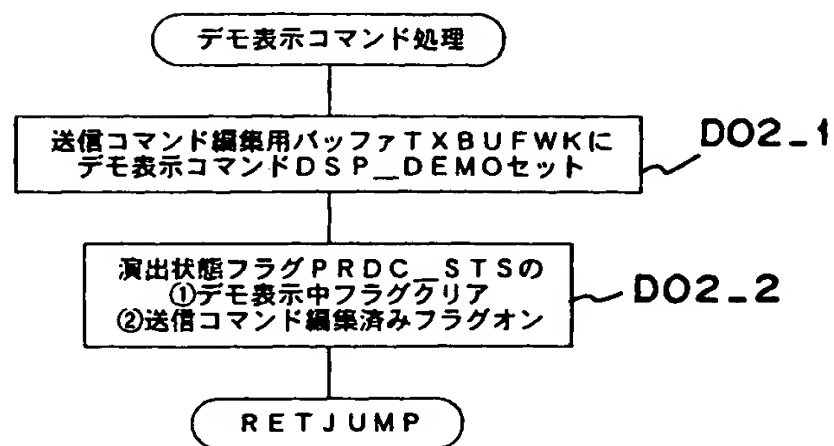 デモ表示コマンド処理
送信コマンド編集用バッファTXBUFWKに
デモ表示コマンドDSP_DEMOセット
DO2_1
演出状態フラグPRDC_STSの
①デモ表示中フラグクリア
②送信コマンド編集済みフラグオン
DO2_2
RETJUMP